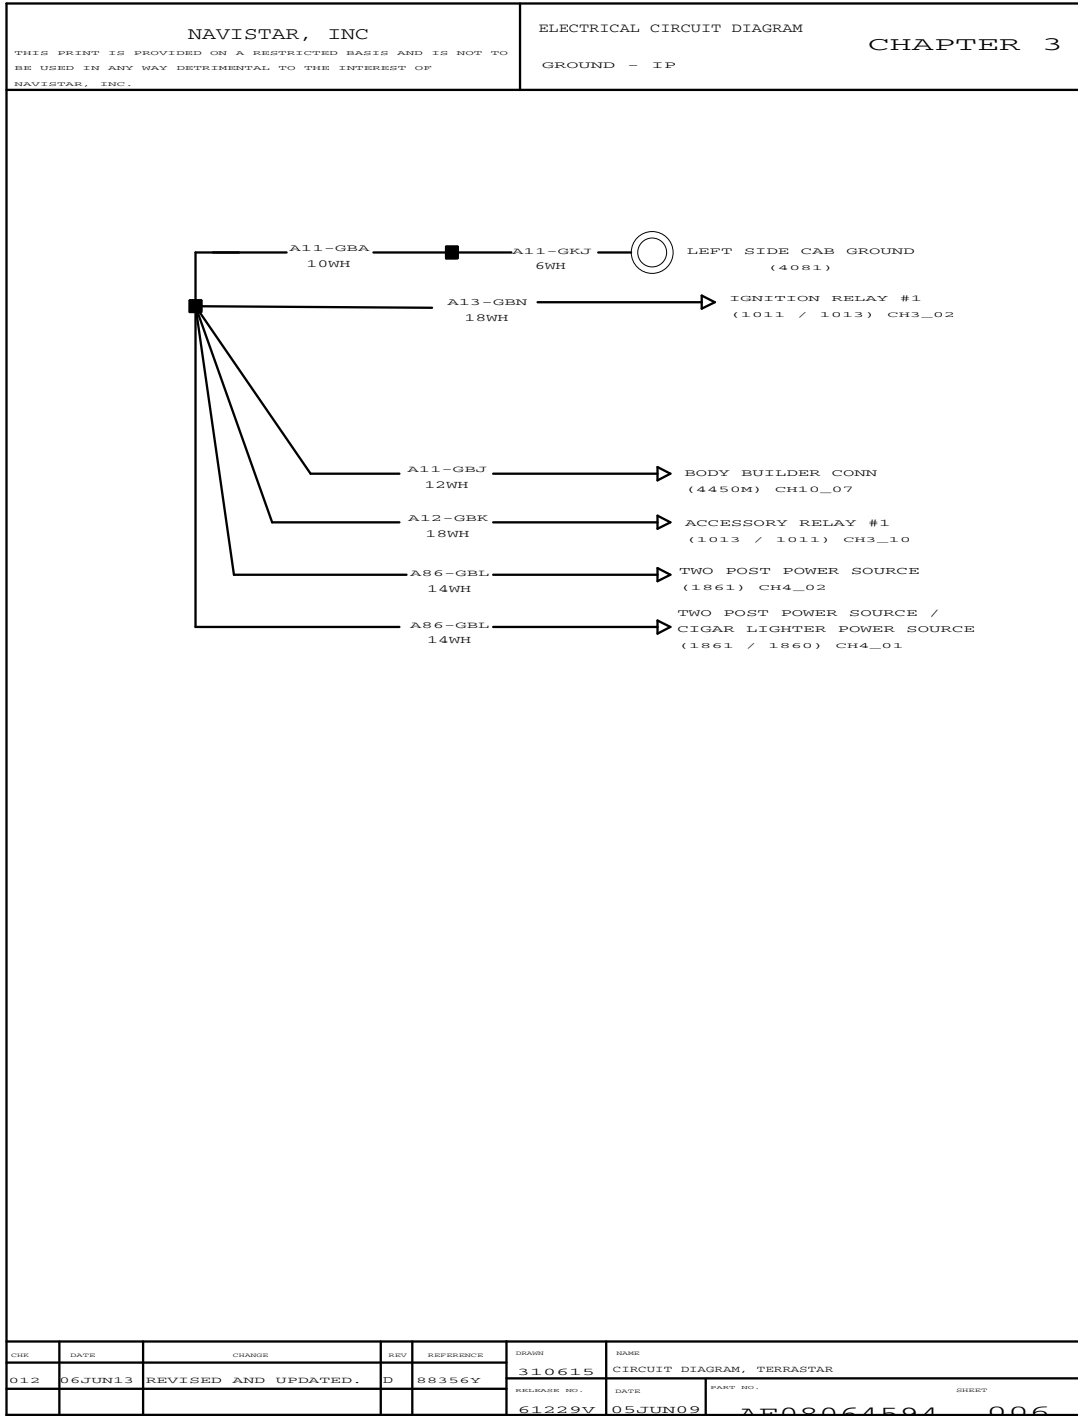 NAVISTAR, INC
THIS PRINT IS PROVIDED ON A RESTRICTED BASIS AND IS NOT TO
BE USED IN ANY WAY DETRIMENTAL TO THE INTEREST OF
NAVISTAR, INC.
ELECTRICAL CIRCUIT DIAGRAM
GROUND - IP
CHAPTER 3
A11-GBA
10WH
A11-GKJ
6WH
LEFT SIDE CAB GROUND
(4081)
A13-GBN
18WH
IGNITION RELAY #1
(1011 / 1013) CH3_02
A11-GBJ
12WH
BODY BUILDER CONN
(4450M) CH10_07
A12-GBK
18WH
ACCESSORY RELAY #1
(1013 / 1011) CH3_10
A86-GBL
14WH
TWO POST POWER SOURCE
(1861) CH4_02
A86-GBL
14WH
TWO POST POWER SOURCE /
CIGAR LIGHTER POWER SOURCE
(1861 / 1860) CH4_01
CHK DATE CHANGE REV REFERENCE
012 06JUN13 REVISED AND UPDATED. D 88356Y
DRAWN
310615
NAME
CIRCUIT DIAGRAM, TERRASTAR
RELEASE NO.
61229V
DATE
05JUN09
PART NO.
SHEET
006